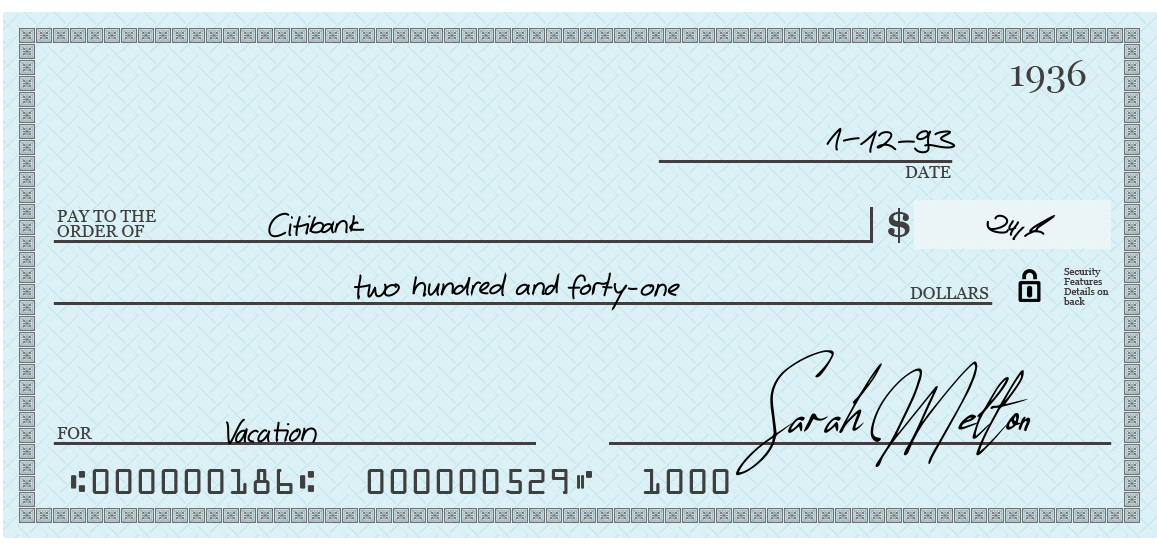 1936
1-12-93
DATE
PAY TO THE
ORDER OF Citibank $
two hundred and forty-one DOLLARS
Security
Features
Details on
back
FOR Vacation Sarah Melton
⑆000000186⑆ 000000529⑈ 1000